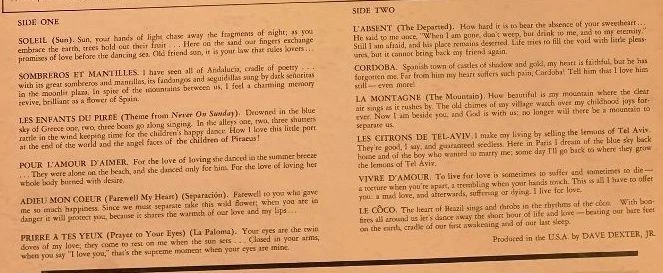 SIDE ONE
SOLEIL (Sun). Sun, your hands of light chase away the fragments of night; as you
embrace the earth, trees hold out their fruit . . . Here on the sand our fingers exchange
promises of love before the dancing sea. Old friend sun, it is your law that rules lovers . . .
SOMBREROS ET MANTILLES. I have seen all of Andalucia, cradle of poetry . . .
with its great sombreros and mantillas, its fandangos and seguidillas sung by dark señoritas
in the moonlit plaza. In spite of the mountains between us, I feel a charming memory
revive, brilliant as a flower of Spain.
LES ENFANTS DU PIRÉE (Theme from Never On Sunday). Drowned in the blue
sky of Greece one, two, three boats go along singing. In the alleys one, two, three shutters
rattle in the wind keeping time for the children's happy dance. How I love this little port
at the end of the world and the angel faces of the children of Piraeus!
POUR L'AMOUR D'AIMER. For the love of loving she danced in the summer breeze
. . . They were alone on the beach, and she danced only for him. For the love of loving her
whole body burned with desire.
ADIEU MON COEUR (Farewell My Heart) (Separación). Farewell to you who gave
me so much happiness. Since we must separate take this wild flower; when you are in
danger it will protect you, because it shares the warmth of our love and my lips . . .
PRIÈRE A TES YEUX (Prayer to Your Eyes) (La Paloma). Your eyes are the twin
doves of my love; they come to rest on me when the sun sets . . . Closed in your arms,
when you say "I love you," that's the supreme moment when your eyes are mine.
SIDE TWO
L'ABSENT (The Departed). How hard it is to bear the absence of your sweetheart . . .
He said to me once, "When I am gone, don't weep, but drink to me, and to my eternity."
Still I am afraid, and his place remains deserted. Life tries to fill the void with little pleas-
ures, but it cannot bring back my friend again.
CORDOBA. Spanish town of castles of shadow and gold, my heart is faithful, but he has
forgotten me. Far from him my heart suffers such pain, Cordoba! Tell him that I love him
still — even more!
LA MONTAGNE (The Mountain). How beautiful is my mountain where the clear
air sings as it rushes by. The old chimes of my village watch over my childhood joys for-
ever. Now I am beside you, and God is with us; no longer will there be a mountain to
separate us.
LES CITRONS DE TEL-AVIV. I make my living by selling the lemons of Tel Aviv.
They're good, I say, and guaranteed seedless. Here in Paris I dream of the blue sky back
home and of the boy who wanted to marry me; some day I'll go back to where they grow
the lemons of Tel Aviv.
VIVRE D'AMOUR. To live for love is sometimes to suffer and sometimes to die —
a torture when you're apart, a trembling when your hands touch. This is all I have to offer
you: a mad love, and afterwards, suffering or dying. I live for love.
LE CÔCO. The heart of Brazil sings and throbs in the rhythms of the côco. With bon-
fires all around us let's dance away the short hour of life and love — beating our bare feet
on the earth, cradle of our first awakening and of our last sleep.
Produced in the U.S.A. by DAVE DEXTER, JR.